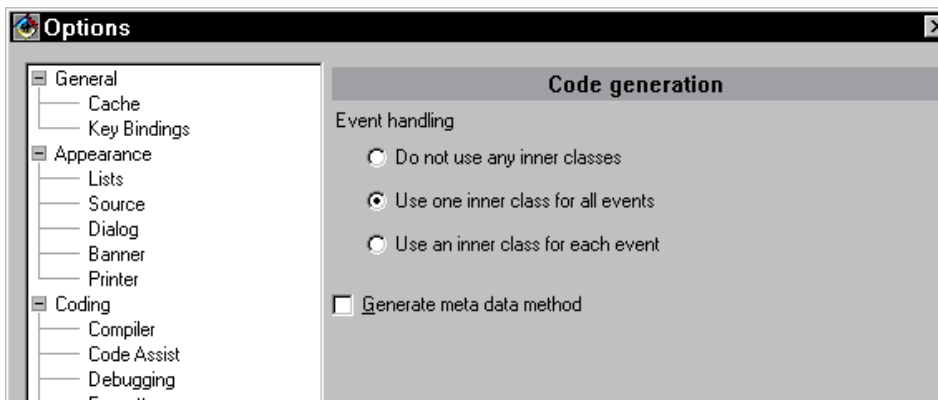 Options
General
Cache
Key Bindings
Appearance
Lists
Source
Dialog
Banner
Printer
Coding
Compiler
Code Assist
Debugging
Code generation
Event handling
Do not use any inner classes
Use one inner class for all events
Use an inner class for each event
Generate meta data method